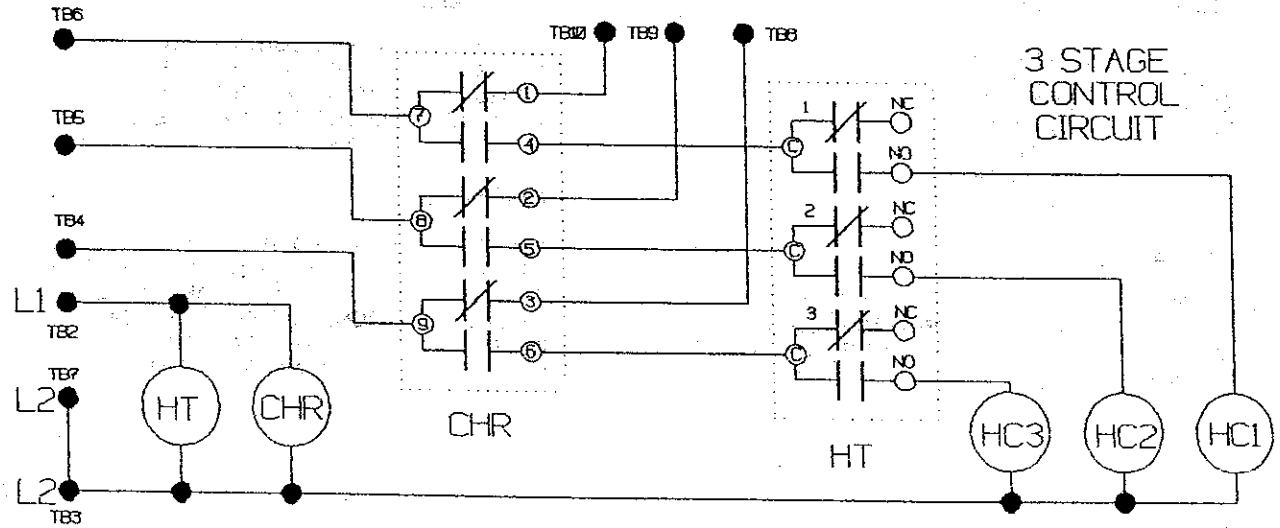 TB6
TB10
TB9
TB8
3 STAGE
CONTROL
CIRCUIT
1
NC
7
1
TB5
4
C
NO
2
2
NC
8
TB4
5
C
NO
3
3
NC
L1
9
TB2
6
C
NO
TB7
L2
HT
CHR
CHR
HC3
HC2
HC1
HT
L2
TB3